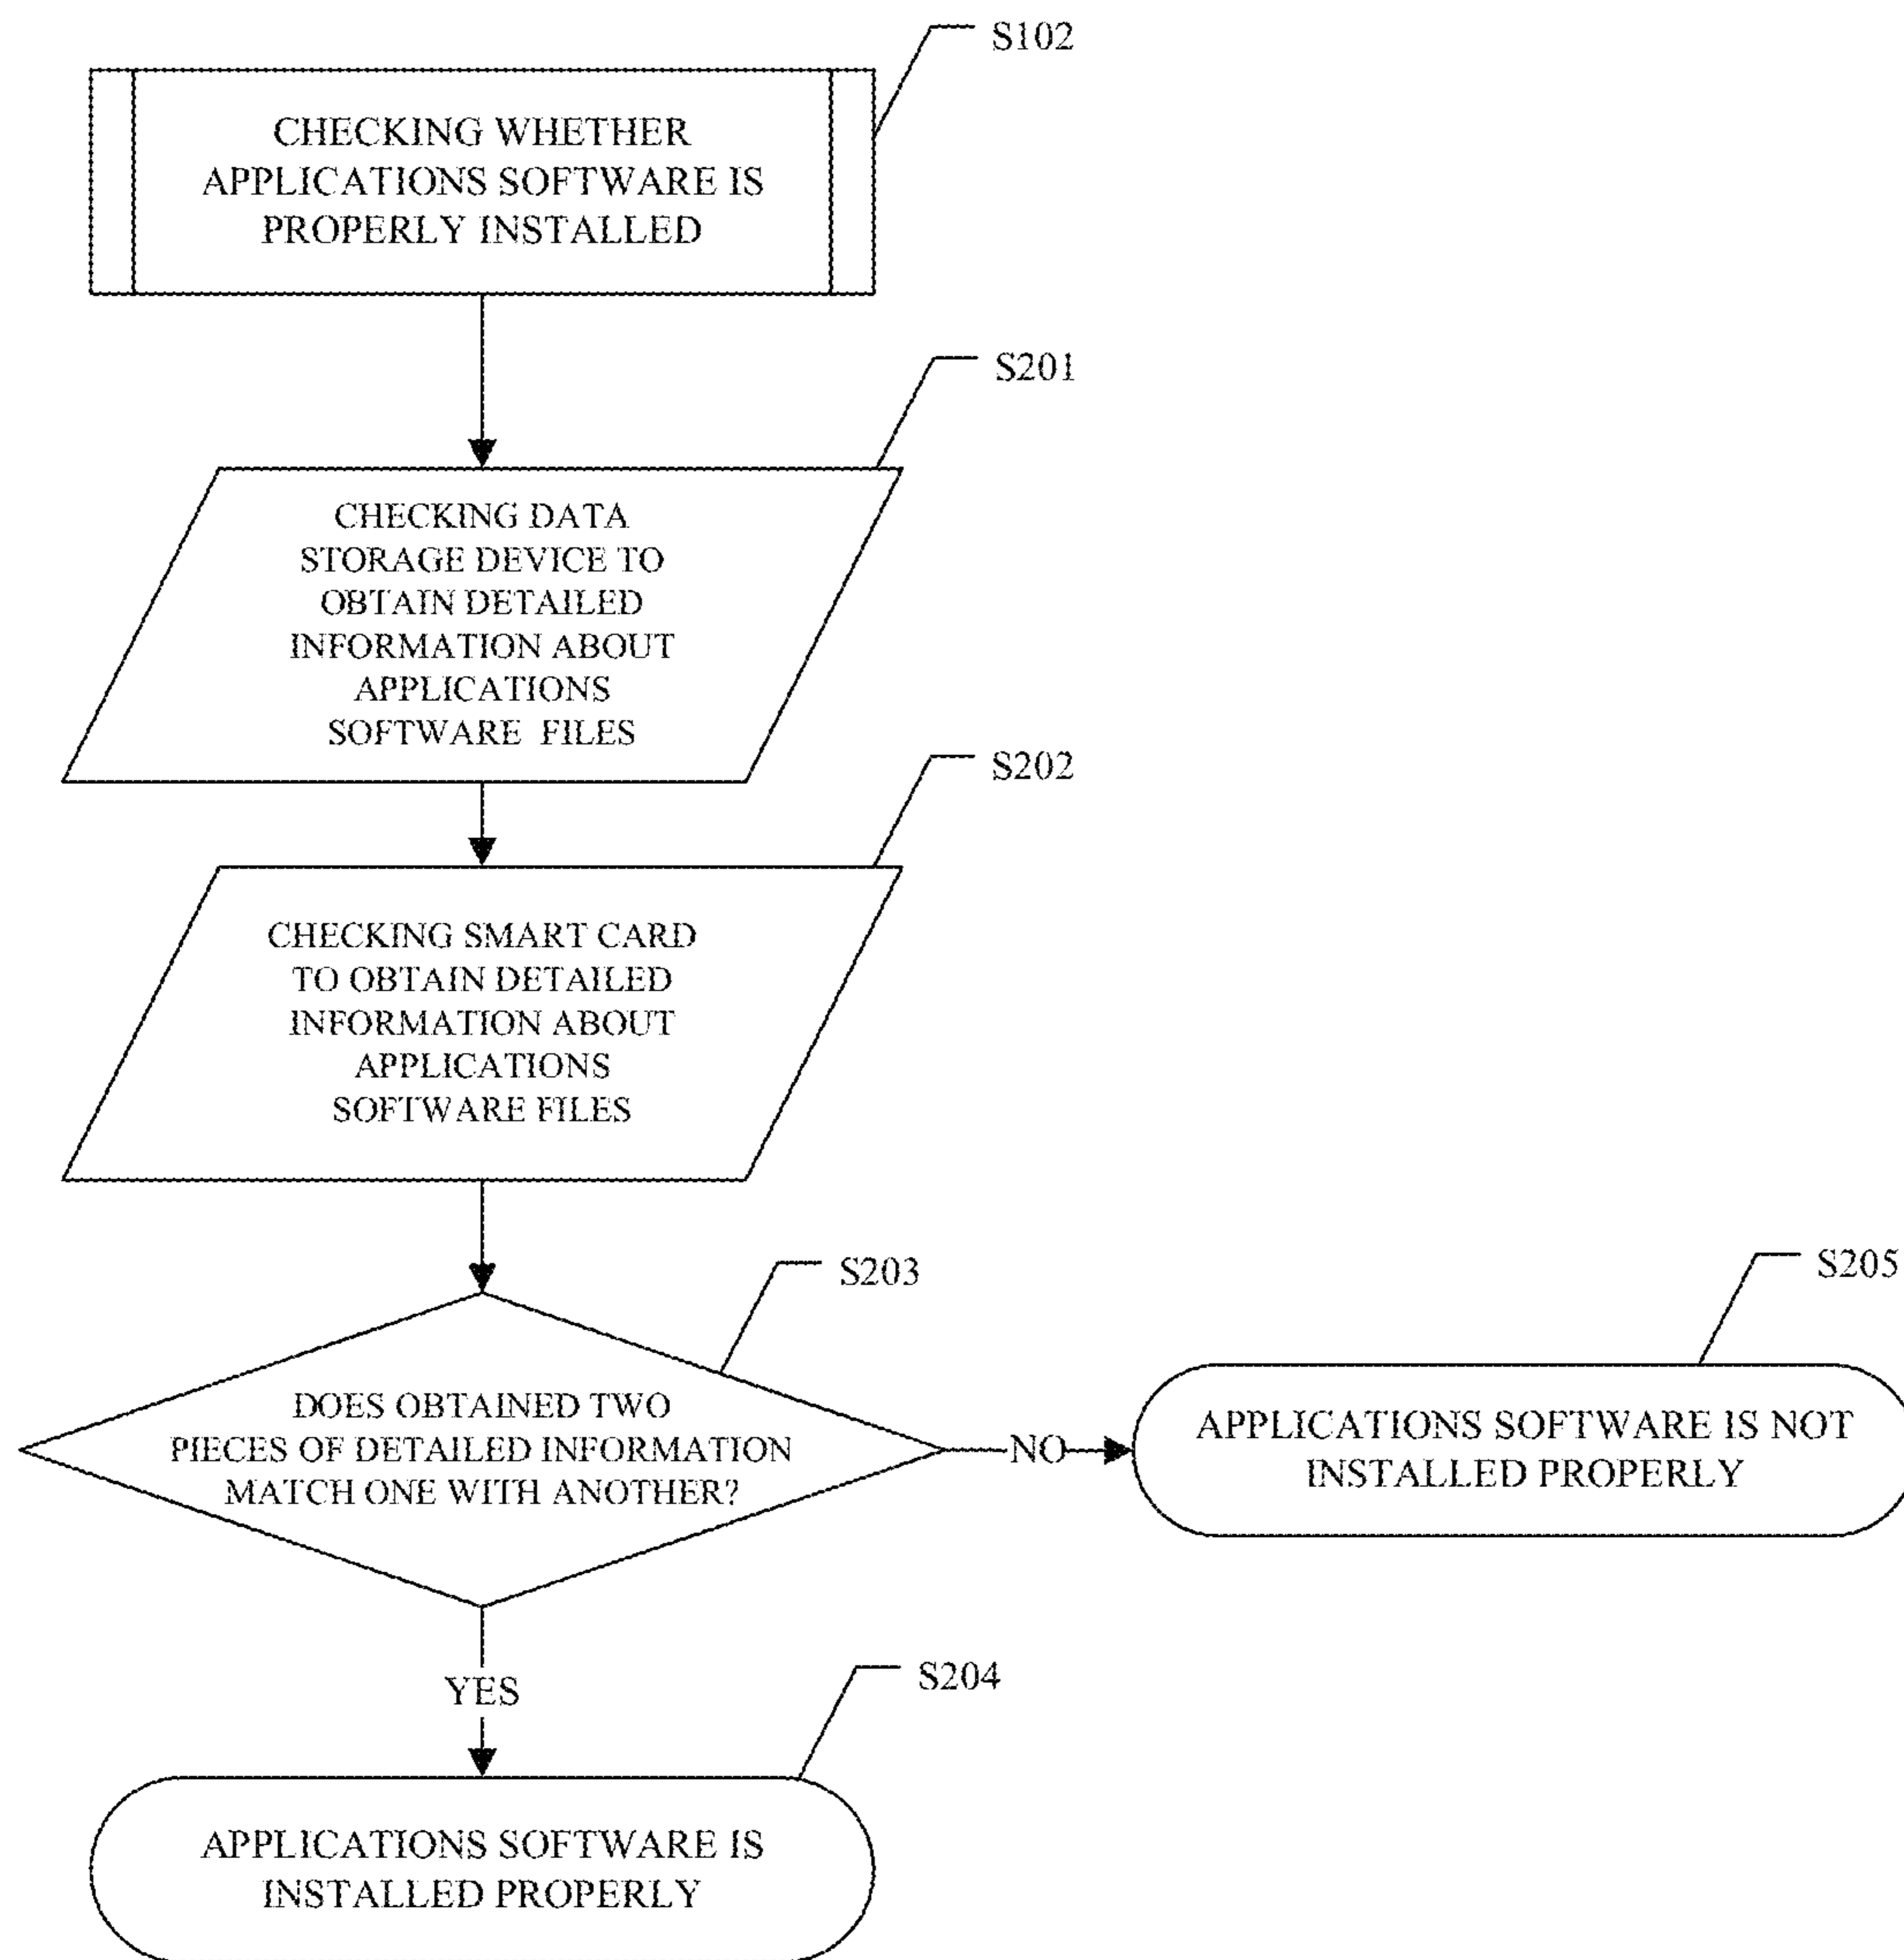 S102
CHECKING WHETHER
APPLICATIONS SOFTWARE IS
PROPERLY INSTALLED
S201
CHECKING DATA
STORAGE DEVICE TO
OBTAIN DETAILED
INFORMATION ABOUT
APPLICATIONS
SOFTWARE FILES
S202
CHECKING SMART CARD
TO OBTAIN DETAILED
INFORMATION ABOUT
APPLICATIONS
SOFTWARE FILES
S203
DOES OBTAINED TWO
PIECES OF DETAILED INFORMATION
MATCH ONE WITH ANOTHER?
NO
S205
APPLICATIONS SOFTWARE IS NOT
INSTALLED PROPERLY
YES
S204
APPLICATIONS SOFTWARE IS
INSTALLED PROPERLY